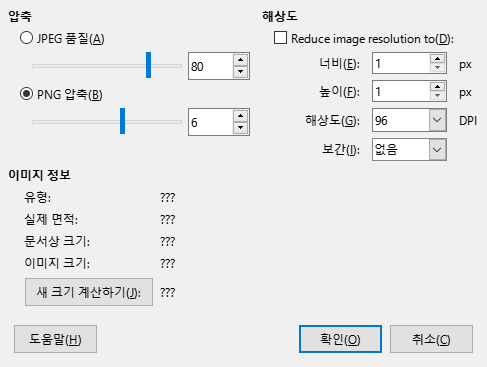 압축
JPEG 품질(A)
80
PNG 압축(B)
6
해상도
Reduce image resolution to(D):
너비(E): 1 px
높이(F): 1 px
해상도(G): 96 DPI
보간(I): 없음
이미지 정보
유형: ???
실제 면적: ???
문서상 크기: ???
이미지 크기: ???
새 크기 계산하기(J): ???
도움말(H)
확인(O)
취소(C)